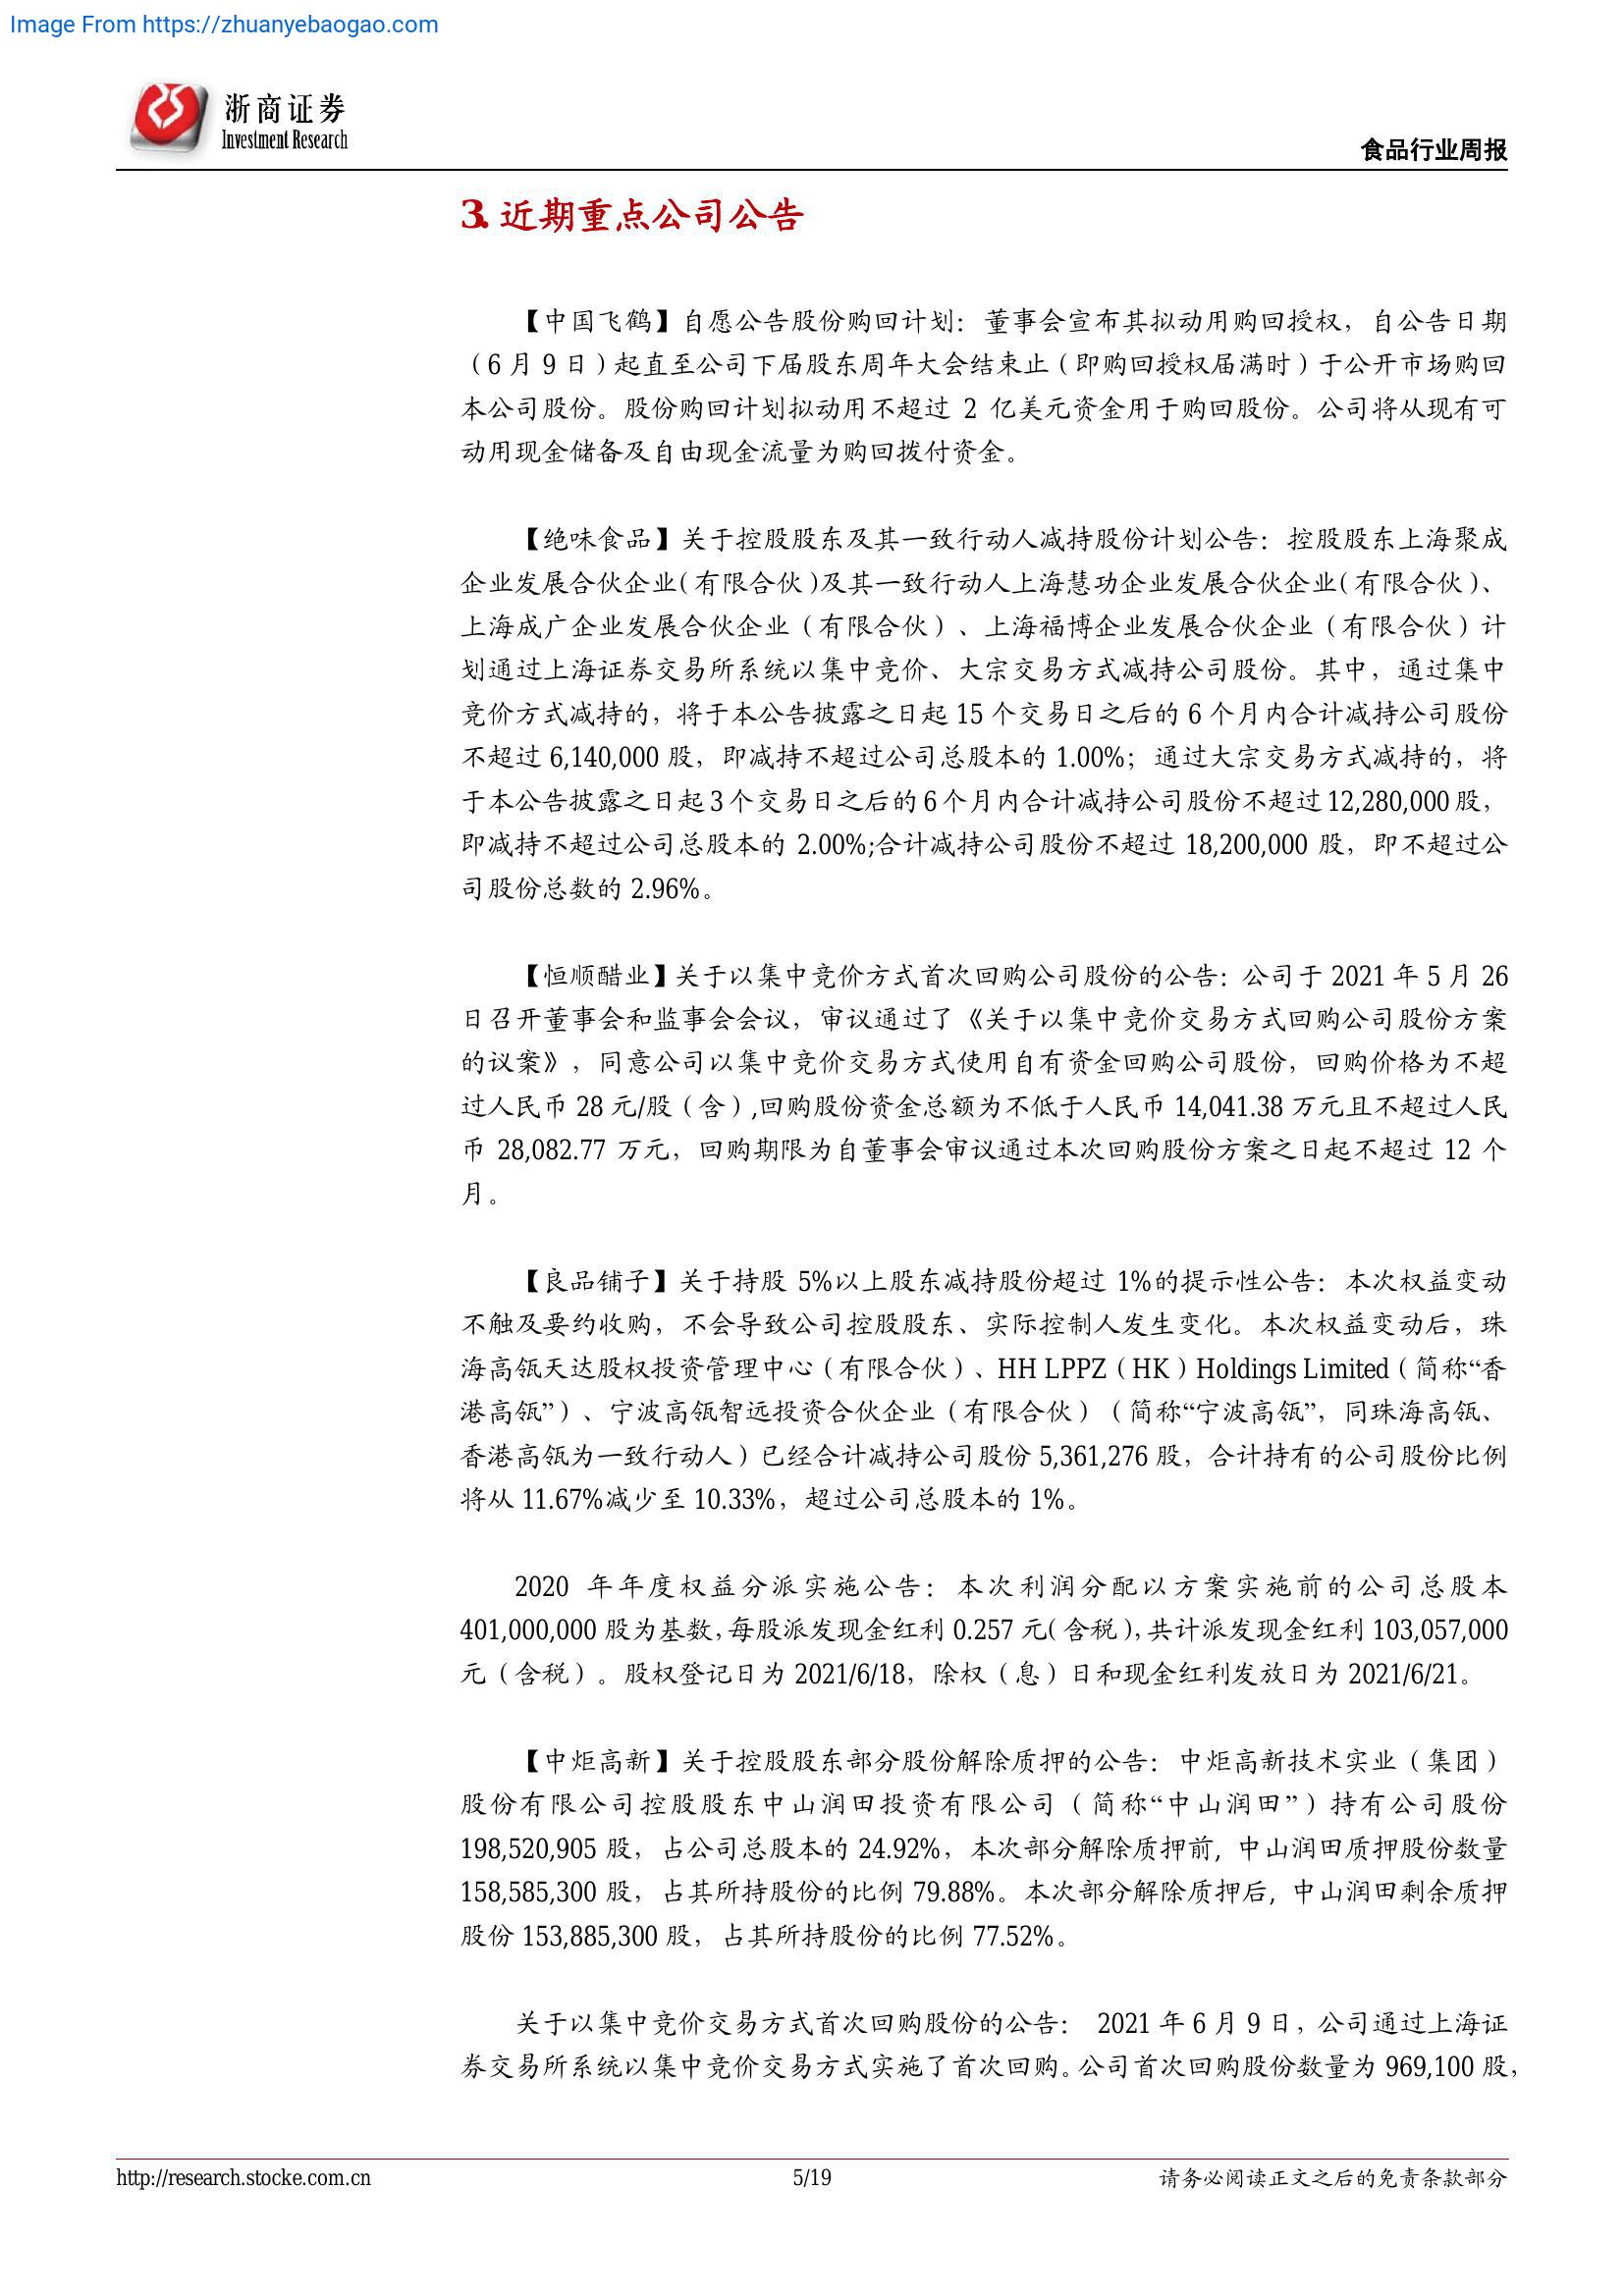 Image From https://zhuanyebaogao.com
浙商证券
Investment Research
食品行业周报
3. 近期重点公司公告
【中国飞鹤】自愿公告股份购回计划：董事会宣布其拟动用购回授权，自公告日期
（6 月 9 日）起直至公司下届股东周年大会结束止（即购回授权届满时）于公开市场购回
本公司股份。股份购回计划拟动用不超过 2 亿美元资金用于购回股份。公司将从现有可
动用现金储备及自由现金流量为购回拨付资金。
【绝味食品】关于控股股东及其一致行动人减持股份计划公告：控股股东上海聚成
企业发展合伙企业(有限合伙)及其一致行动人上海慧功企业发展合伙企业(有限合伙)、
上海成广企业发展合伙企业（有限合伙）、上海福博企业发展合伙企业（有限合伙）计
划通过上海证券交易所系统以集中竞价、大宗交易方式减持公司股份。其中，通过集中
竞价方式减持的，将于本公告披露之日起 15 个交易日之后的 6 个月内合计减持公司股份
不超过 6,140,000 股，即减持不超过公司总股本的 1.00%；通过大宗交易方式减持的，将
于本公告披露之日起 3 个交易日之后的 6 个月内合计减持公司股份不超过 12,280,000 股，
即减持不超过公司总股本的 2.00%;合计减持公司股份不超过 18,200,000 股，即不超过公
司股份总数的 2.96%。
【恒顺醋业】关于以集中竞价方式首次回购公司股份的公告：公司于 2021 年 5 月 26
日召开董事会和监事会会议，审议通过了《关于以集中竞价交易方式回购公司股份方案
的议案》，同意公司以集中竞价交易方式使用自有资金回购公司股份，回购价格为不超
过人民币 28 元/股（含）,回购股份资金总额为不低于人民币 14,041.38 万元且不超过人民
币 28,082.77 万元，回购期限为自董事会审议通过本次回购股份方案之日起不超过 12 个
月。
【良品铺子】关于持股 5%以上股东减持股份超过 1%的提示性公告：本次权益变动
不触及要约收购，不会导致公司控股股东、实际控制人发生变化。本次权益变动后，珠
海高瓴天达股权投资管理中心（有限合伙）、HH LPPZ（HK）Holdings Limited（简称“香
港高瓴”）、宁波高瓴智远投资合伙企业（有限合伙）（简称“宁波高瓴”，同珠海高瓴、
香港高瓴为一致行动人）已经合计减持公司股份 5,361,276 股，合计持有的公司股份比例
将从 11.67%减少至 10.33%，超过公司总股本的 1%。
2020 年年度权益分派实施公告：本次利润分配以方案实施前的公司总股本
401,000,000 股为基数,每股派发现金红利 0.257 元(含税),共计派发现金红利 103,057,000
元（含税）。股权登记日为 2021/6/18，除权（息）日和现金红利发放日为 2021/6/21。
【中炬高新】关于控股股东部分股份解除质押的公告：中炬高新技术实业（集团）
股份有限公司控股股东中山润田投资有限公司（简称“中山润田”）持有公司股份
198,520,905 股，占公司总股本的 24.92%，本次部分解除质押前, 中山润田质押股份数量
158,585,300 股，占其所持股份的比例 79.88%。本次部分解除质押后, 中山润田剩余质押
股份 153,885,300 股，占其所持股份的比例 77.52%。
关于以集中竞价交易方式首次回购股份的公告： 2021 年 6 月 9 日，公司通过上海证
券交易所系统以集中竞价交易方式实施了首次回购。公司首次回购股份数量为 969,100 股，
http://research.stocke.com.cn
5/19
请务必阅读正文之后的免责条款部分